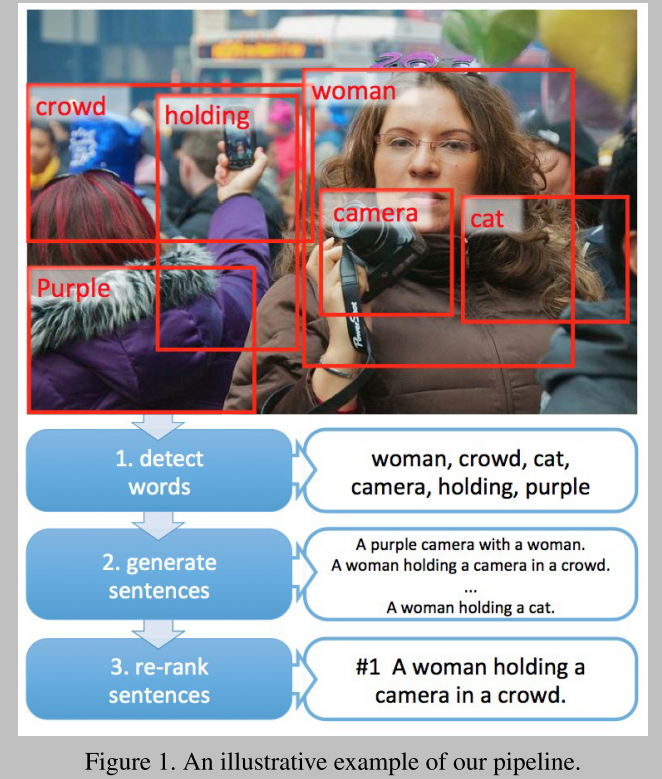 crowd
holding
woman
camera
cat
Purple
PowerShot
1. detect
words
woman, crowd, cat,
camera, holding, purple
2. generate
sentences
A purple camera with a woman.
A woman holding a camera in a crowd.
...
A woman holding a cat.
3. re-rank
sentences
#1 A woman holding a
camera in a crowd.
Figure 1. An illustrative example of our pipeline.